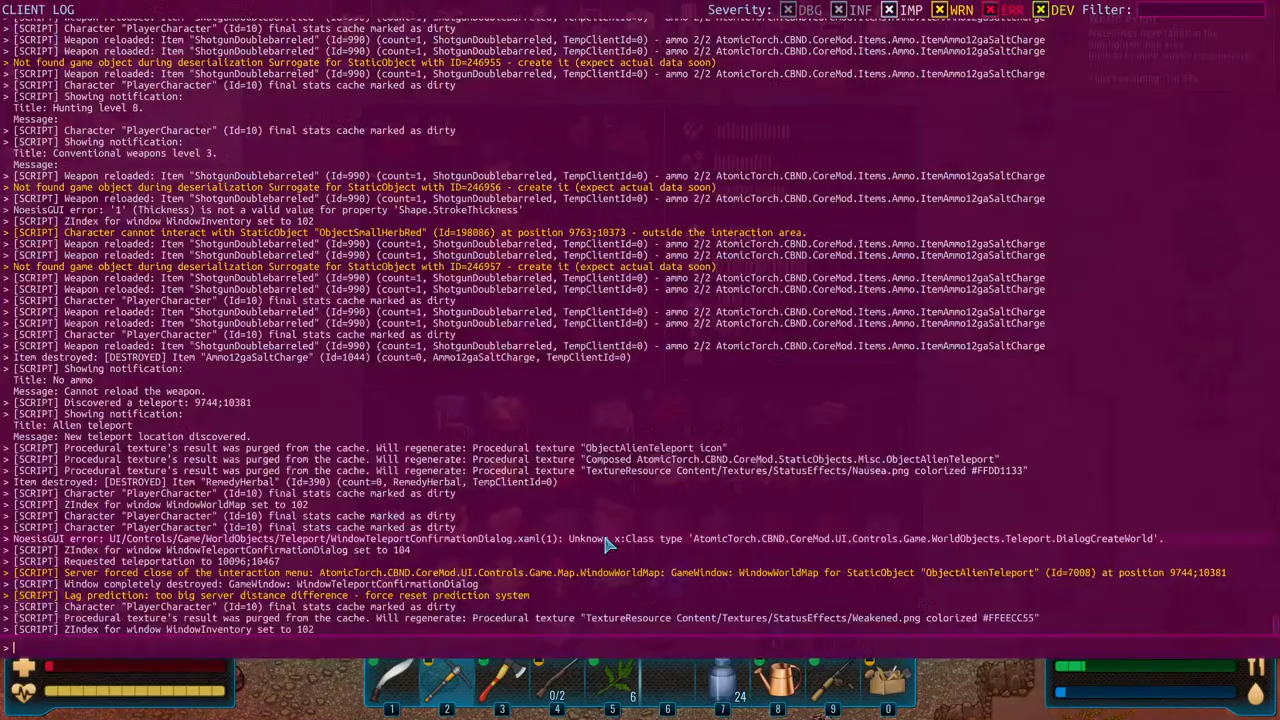 CLIENT LOG
Severity: DBG INF IMP WRN ERR DEV Filter:
> [SCRIPT] Character "PlayerCharacter" (Id=10) final stats cache marked as dirty
> [SCRIPT] Weapon reloaded: Item "ShotgunDoublebarreled" (Id=990) (count=1, ShotgunDoublebarreled, TempClientId=0) - ammo 2/2 AtomicTorch.CBND.CoreMod.Items.Ammo.ItemAmmo12gaSaltCharge
> [SCRIPT] Weapon reloaded: Item "ShotgunDoublebarreled" (Id=990) (count=1, ShotgunDoublebarreled, TempClientId=0) - ammo 2/2 AtomicTorch.CBND.CoreMod.Items.Ammo.ItemAmmo12gaSaltCharge
> Not found game object during deserialization Surrogate for StaticObject with ID=246955 - create it (expect actual data soon)
> [SCRIPT] Weapon reloaded: Item "ShotgunDoublebarreled" (Id=990) (count=1, ShotgunDoublebarreled, TempClientId=0) - ammo 2/2 AtomicTorch.CBND.CoreMod.Items.Ammo.ItemAmmo12gaSaltCharge
> [SCRIPT] Character "PlayerCharacter" (Id=10) final stats cache marked as dirty
> [SCRIPT] Showing notification:
Title: Hunting level 8.
Message:
> [SCRIPT] Character "PlayerCharacter" (Id=10) final stats cache marked as dirty
> [SCRIPT] Showing notification:
Title: Conventional weapons level 3.
Message:
> [SCRIPT] Weapon reloaded: Item "ShotgunDoublebarreled" (Id=990) (count=1, ShotgunDoublebarreled, TempClientId=0) - ammo 2/2 AtomicTorch.CBND.CoreMod.Items.Ammo.ItemAmmo12gaSaltCharge
> Not found game object during deserialization Surrogate for StaticObject with ID=246956 - create it (expect actual data soon)
> [SCRIPT] Weapon reloaded: Item "ShotgunDoublebarreled" (Id=990) (count=1, ShotgunDoublebarreled, TempClientId=0) - ammo 2/2 AtomicTorch.CBND.CoreMod.Items.Ammo.ItemAmmo12gaSaltCharge
> NoesisGUI error: '1' (Thickness) is not a valid value for property 'Shape.StrokeThickness'
> [SCRIPT] ZIndex for window WindowInventory set to 102
> [SCRIPT] Character cannot interact with StaticObject "ObjectSmallHerbRed" (Id=198086) at position 9763;10373 - outside the interaction area.
> [SCRIPT] Weapon reloaded: Item "ShotgunDoublebarreled" (Id=990) (count=1, ShotgunDoublebarreled, TempClientId=0) - ammo 2/2 AtomicTorch.CBND.CoreMod.Items.Ammo.ItemAmmo12gaSaltCharge
> [SCRIPT] Weapon reloaded: Item "ShotgunDoublebarreled" (Id=990) (count=1, ShotgunDoublebarreled, TempClientId=0) - ammo 2/2 AtomicTorch.CBND.CoreMod.Items.Ammo.ItemAmmo12gaSaltCharge
> Not found game object during deserialization Surrogate for StaticObject with ID=246957 - create it (expect actual data soon)
> [SCRIPT] Weapon reloaded: Item "ShotgunDoublebarreled" (Id=990) (count=1, ShotgunDoublebarreled, TempClientId=0) - ammo 2/2 AtomicTorch.CBND.CoreMod.Items.Ammo.ItemAmmo12gaSaltCharge
> [SCRIPT] Weapon reloaded: Item "ShotgunDoublebarreled" (Id=990) (count=1, ShotgunDoublebarreled, TempClientId=0) - ammo 2/2 AtomicTorch.CBND.CoreMod.Items.Ammo.ItemAmmo12gaSaltCharge
> [SCRIPT] Character "PlayerCharacter" (Id=10) final stats cache marked as dirty
> [SCRIPT] Weapon reloaded: Item "ShotgunDoublebarreled" (Id=990) (count=1, ShotgunDoublebarreled, TempClientId=0) - ammo 2/2 AtomicTorch.CBND.CoreMod.Items.Ammo.ItemAmmo12gaSaltCharge
> [SCRIPT] Weapon reloaded: Item "ShotgunDoublebarreled" (Id=990) (count=1, ShotgunDoublebarreled, TempClientId=0) - ammo 2/2 AtomicTorch.CBND.CoreMod.Items.Ammo.ItemAmmo12gaSaltCharge
> [SCRIPT] Character "PlayerCharacter" (Id=10) final stats cache marked as dirty
> [SCRIPT] Weapon reloaded: Item "ShotgunDoublebarreled" (Id=990) (count=1, ShotgunDoublebarreled, TempClientId=0) - ammo 2/2 AtomicTorch.CBND.CoreMod.Items.Ammo.ItemAmmo12gaSaltCharge
> Item destroyed: [DESTROYED] Item "Ammo12gaSaltCharge" (Id=1044) (count=0, Ammo12gaSaltCharge, TempClientId=0)
> [SCRIPT] Showing notification:
Title: No ammo
Message: Cannot reload the weapon.
> [SCRIPT] Discovered a teleport: 9744;10381
> [SCRIPT] Showing notification:
Title: Alien teleport
Message: New teleport location discovered.
> [SCRIPT] Procedural texture's result was purged from the cache. Will regenerate: Procedural texture "ObjectAlienTeleport icon"
> [SCRIPT] Procedural texture's result was purged from the cache. Will regenerate: Procedural texture "Composed AtomicTorch.CBND.CoreMod.StaticObjects.Misc.ObjectAlienTeleport"
> [SCRIPT] Procedural texture's result was purged from the cache. Will regenerate: Procedural texture "TextureResource Content/Textures/StatusEffects/Nausea.png colorized #FFDD1133"
> Item destroyed: [DESTROYED] Item "RemedyHerbal" (Id=390) (count=0, RemedyHerbal, TempClientId=0)
> [SCRIPT] Character "PlayerCharacter" (Id=10) final stats cache marked as dirty
> [SCRIPT] ZIndex for window WindowWorldMap set to 102
> [SCRIPT] Character "PlayerCharacter" (Id=10) final stats cache marked as dirty
> [SCRIPT] Character "PlayerCharacter" (Id=10) final stats cache marked as dirty
> NoesisGUI error: UI/Controls/Game/WorldObjects/Teleport/WindowTeleportConfirmationDialog.xaml(1): Unknown x:Class type 'AtomicTorch.CBND.CoreMod.UI.Controls.Game.WorldObjects.Teleport.DialogCreateWorld'.
> [SCRIPT] ZIndex for window WindowTeleportConfirmationDialog set to 104
> [SCRIPT] Requested teleportation to 10096;10467
> [SCRIPT] Server forced close of the interaction menu: AtomicTorch.CBND.CoreMod.UI.Controls.Game.Map.WindowWorldMap: GameWindow: WindowWorldMap for StaticObject "ObjectAlienTeleport" (Id=7008) at position 9744;10381
> [SCRIPT] Window completely destroyed: GameWindow: WindowTeleportConfirmationDialog
> [SCRIPT] Lag prediction: too big server distance difference - force reset prediction system
> [SCRIPT] Character "PlayerCharacter" (Id=10) final stats cache marked as dirty
> [SCRIPT] Procedural texture's result was purged from the cache. Will regenerate: Procedural texture "TextureResource Content/Textures/StatusEffects/Weakened.png colorized #FFEECC55"
> [SCRIPT] ZIndex for window WindowInventory set to 102
>
0/2 6 24
1 2 3 4 5 6 7 8 9 0